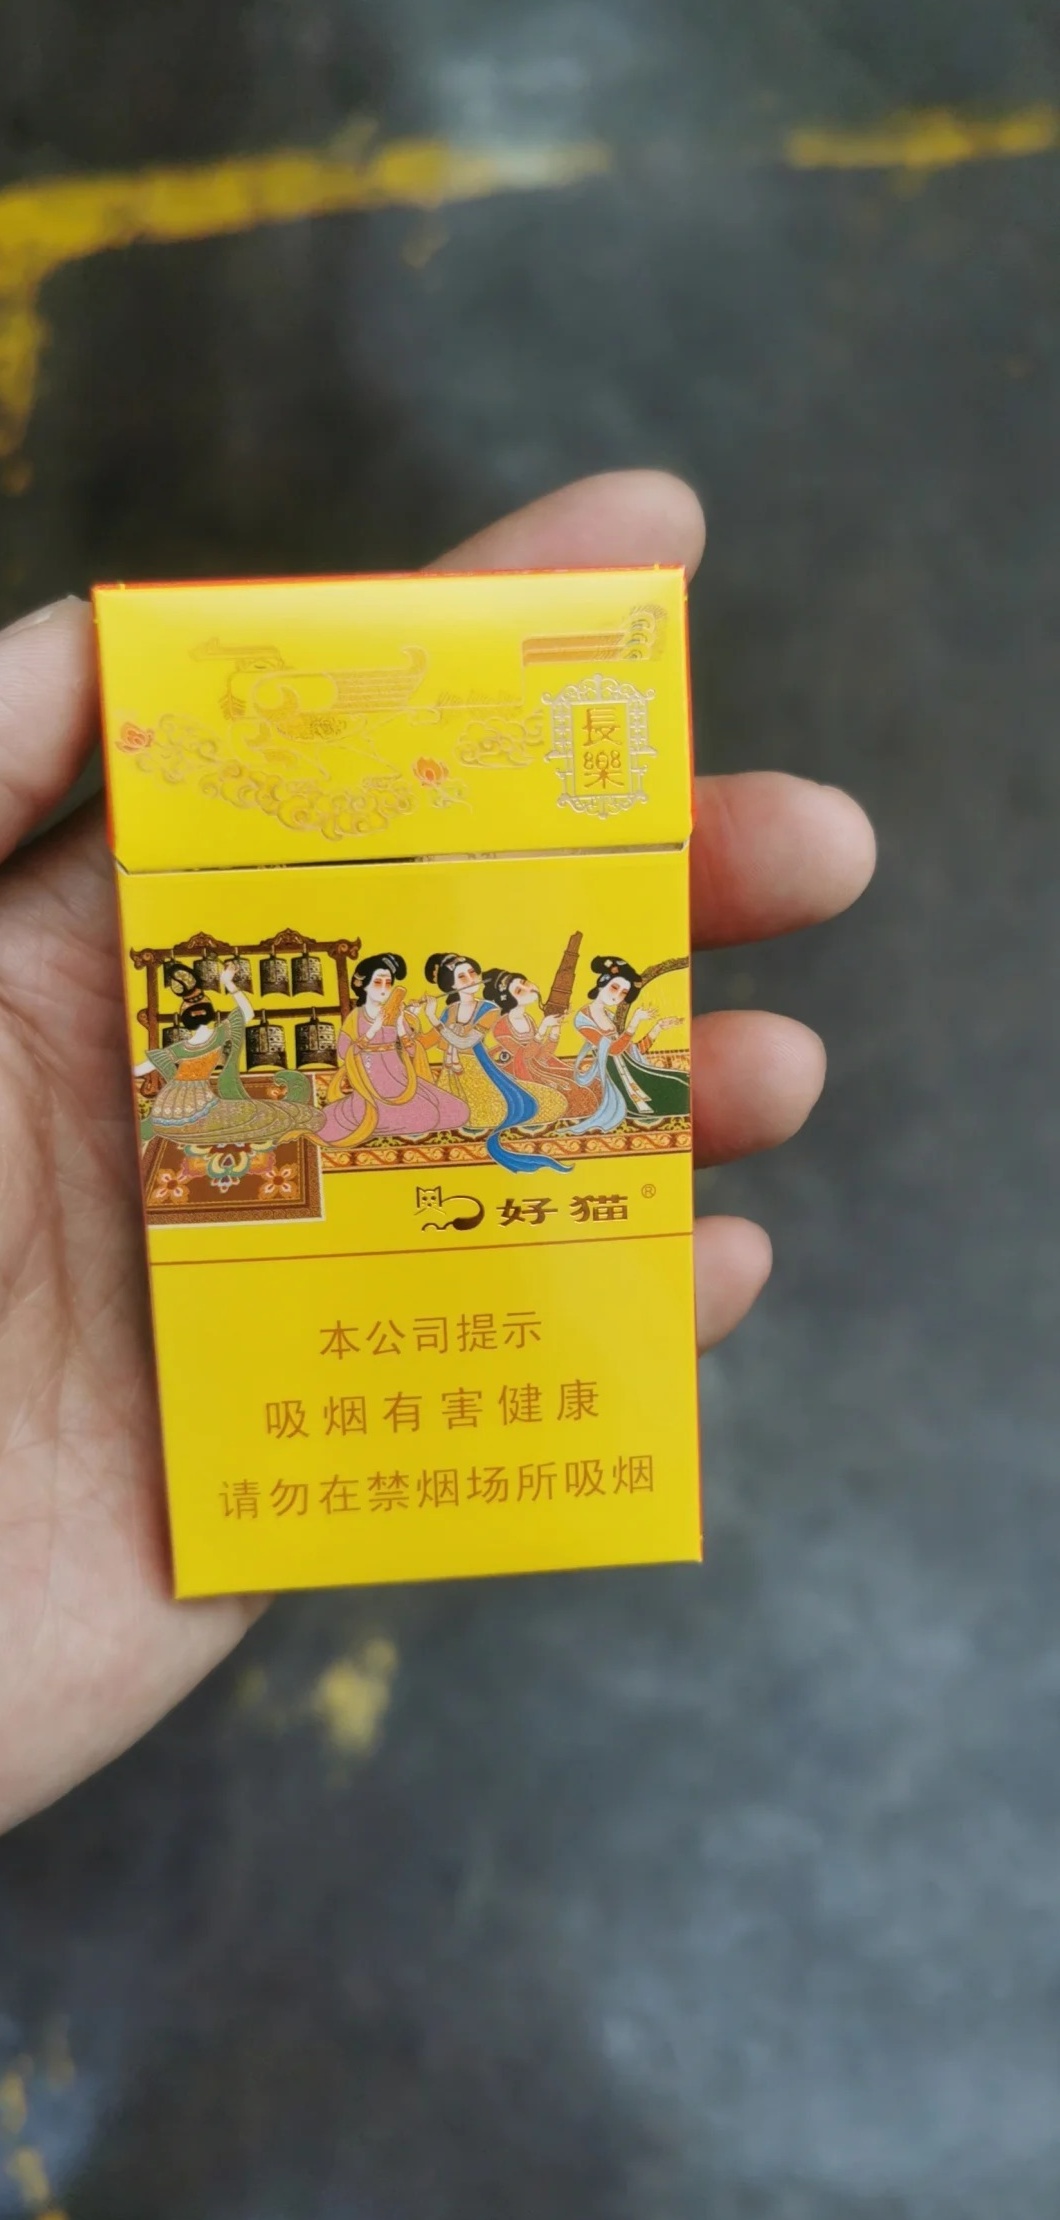 長樂
好猫®
本公司提示
吸烟有害健康
请勿在禁烟场所吸烟